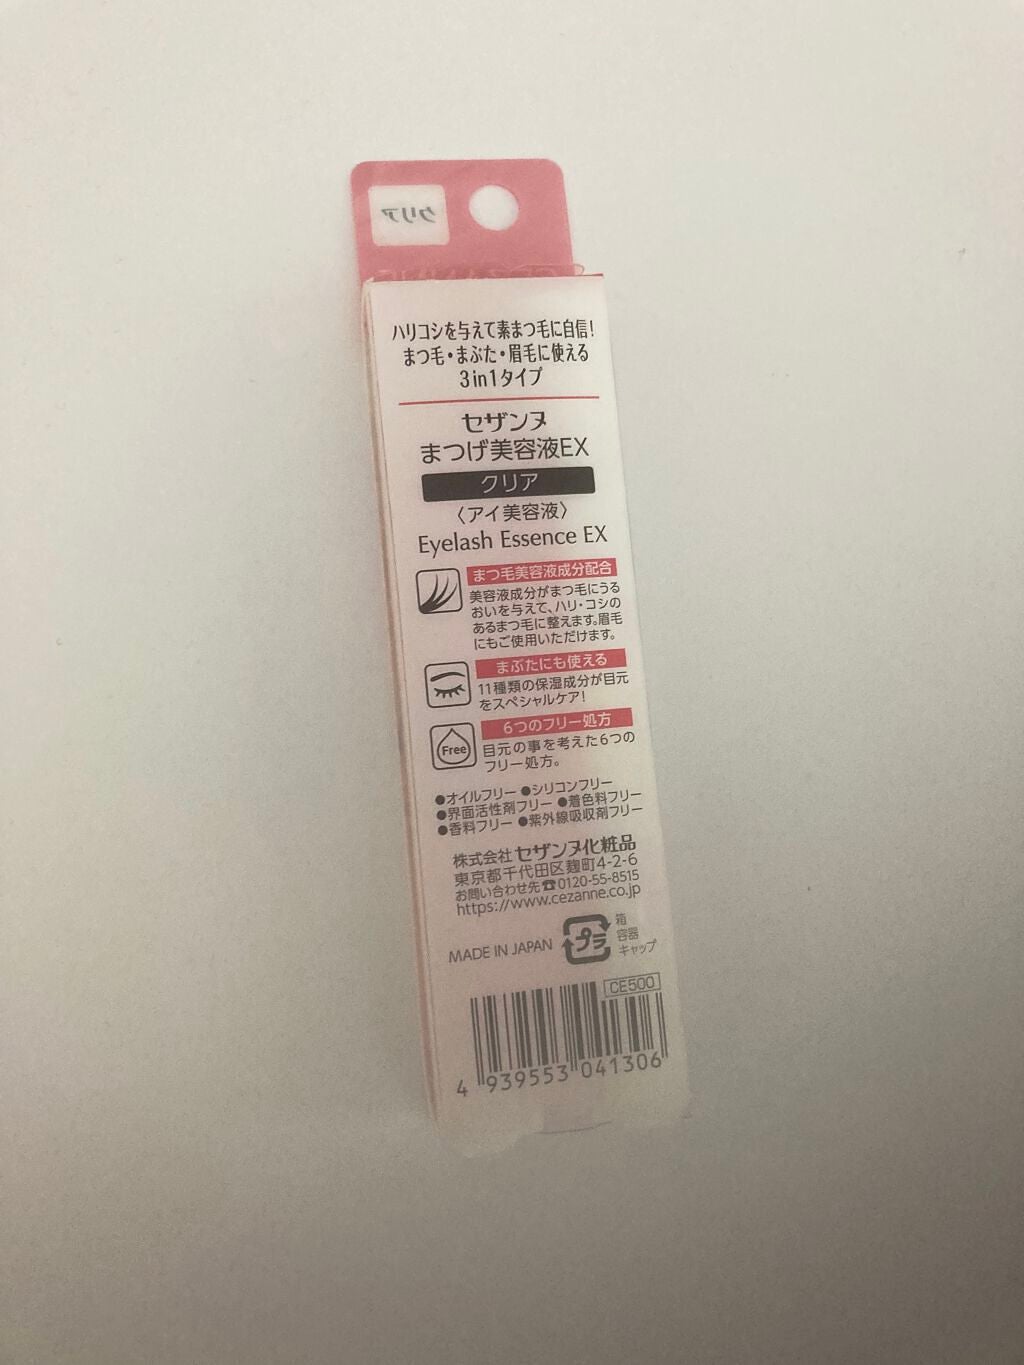 クリア
ハリコシを与えて素まつ毛に自信!
まつ毛・まぶた・眉毛に使える
3in1タイプ
セザンヌ
まつげ美容液EX
クリア
〈アイ美容液〉
Eyelash Essence EX
まつ毛美容液成分配合
美容液成分がまつ毛にうる
おいを与えて、ハリ・コシの
あるまつ毛に整えます。眉毛
にもご使用いただけます。
まぶたにも使える
11種類の保湿成分が目元
をスペシャルケア!
6つのフリー処方
Free
目元の事を考えた6つの
フリー処方。
●オイルフリー ●シリコンフリー
●界面活性剤フリー ●着色料フリー
●香料フリー ●紫外線吸収剤フリー
株式会社 セザンヌ化粧品
東京都千代田区麹町4-2-6
お問い合わせ先☎0120-55-8515
https://www.cezanne.co.jp
MADE IN JAPAN
プラ
箱
容器
キャップ
CE500
4 939553 041306